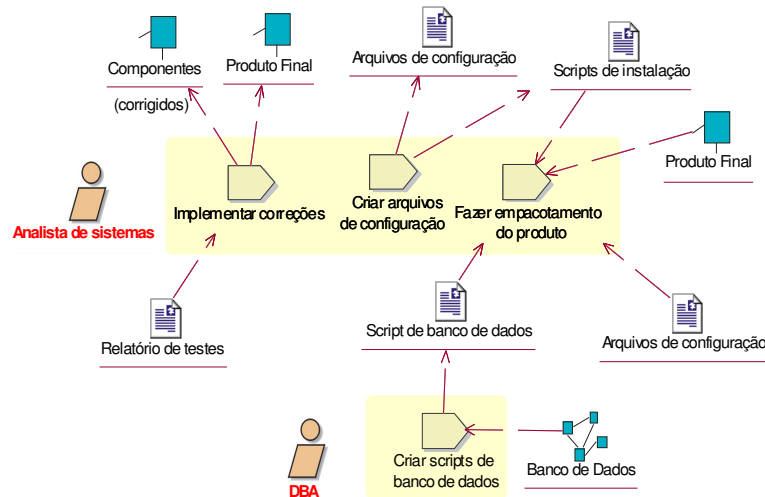 Componentes
(corrigidos)
Produto Final
Arquivos de configuração
Scripts de instalação
Produto Final
Analista de sistemas
Implementar correções
Criar arquivos
de configuração
Fazer empacotamento
do produto
Relatório de testes
Script de banco de dados
Arquivos de configuração
DBA
Criar scripts de
banco de dados
Banco de Dados